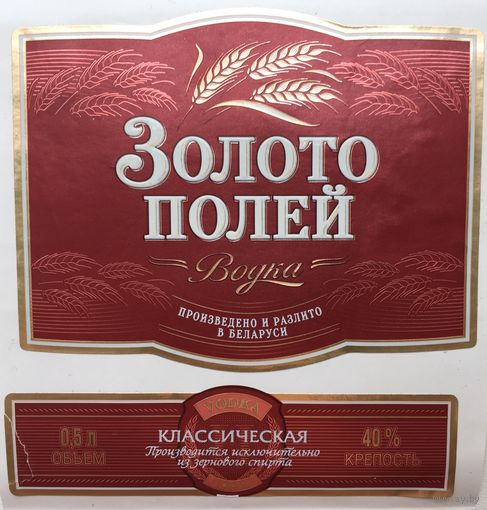 ЗОЛОТО
ПОЛЕЙ
Водка
ПРОИЗВЕДЕНО И РАЗЛИТО
В БЕЛАРУСИ
VODKA
0,5 л
ОБЪЕМ
КЛАССИЧЕСКАЯ
Производится исключительно
из зернового спирта
40 %
КРЕПОСТЬ